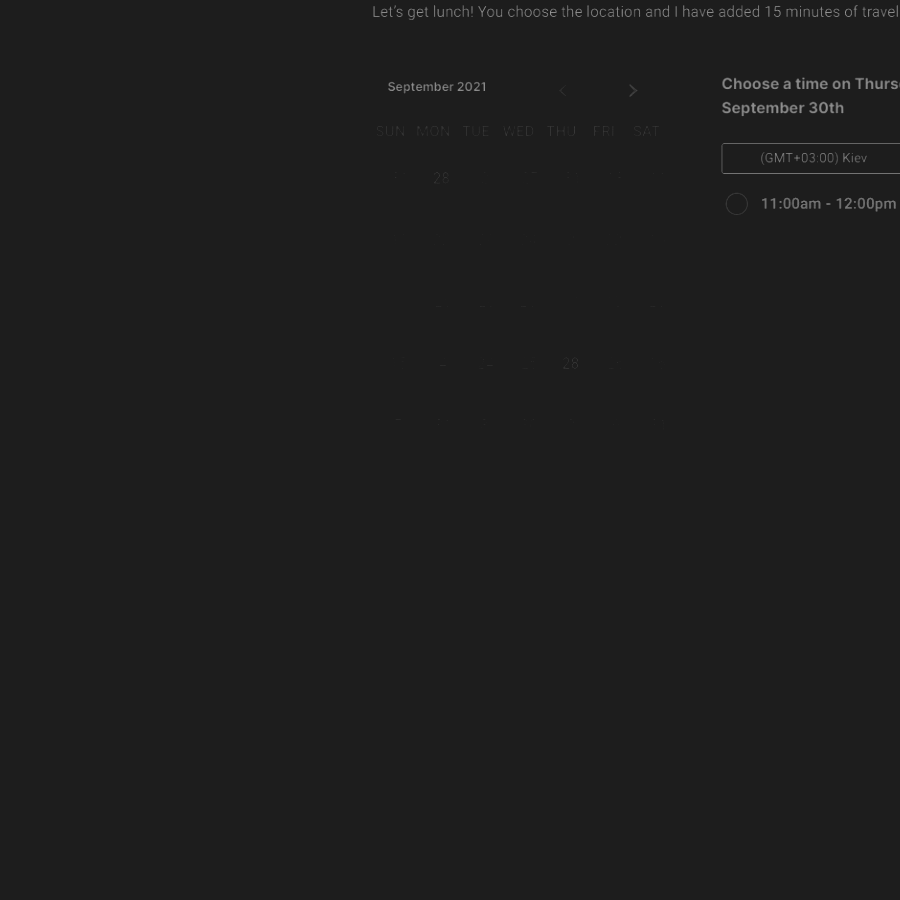 Let's get lunch! You choose the location and I have added 15 minutes of travel
September 2021
Choose a time on Thurs
September 30th
SUN MON TUE WED THU FRI SAT
(GMT+03:00) Kiev
28
11:00am - 12:00pm
28